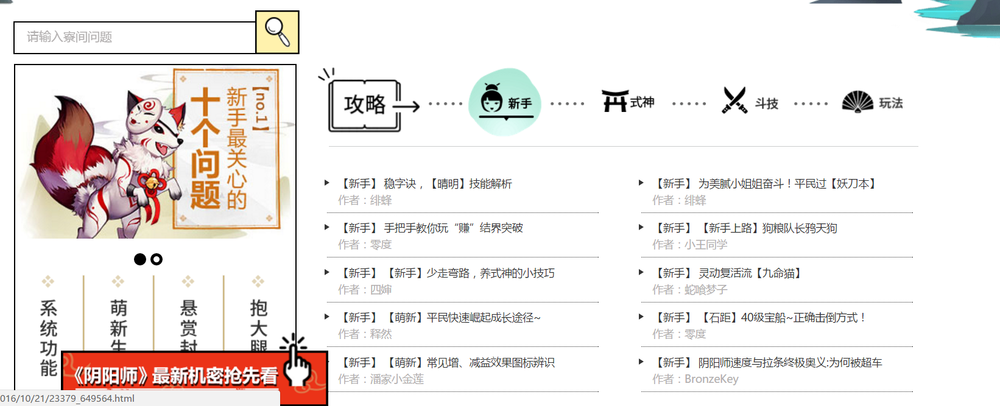 请输入寮间问题
【no.1】
新手最关心的
十个问题
系统功能
萌新生
悬赏封
抱大腿
《阴阳师》最新机密抢先看
016/10/21/23379_649564.html
攻略
新手
式神
斗技
玩法
【新手】 稳字诀，【晴明】技能解析
作者：绯蜂
【新手】 手把手教你玩“赚”结界突破
作者：零度
【新手】 【新手】少走弯路，养式神的小技巧
作者：四婶
【新手】 【萌新】平民快速崛起成长途径~
作者：释然
【新手】 【萌新】常见增、减益效果图标辨识
作者：潘家小金莲
【新手】 为美腻小姐姐奋斗！平民过【妖刀本】
作者：绯蜂
【新手】 【新手上路】狗粮队长鸦天狗
作者：小王同学
【新手】 灵动复活流【九命猫】
作者：蛇喰梦子
【新手】 【石距】40级宝船~正确击倒方式！
作者：零度
【新手】 阴阳师速度与拉条终极奥义:为何被超车
作者：BronzeKey